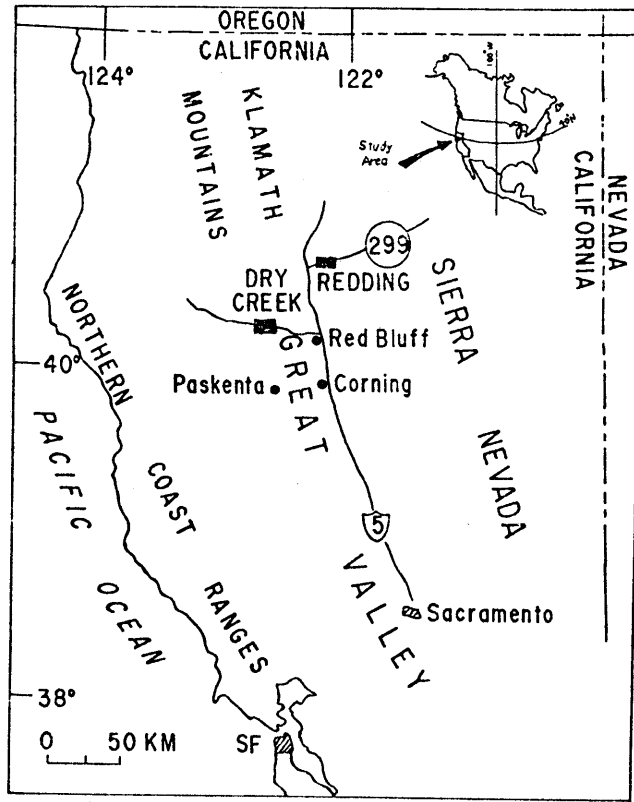 OREGON
CALIFORNIA
124°
122°
100°W
KLAMATH
MOUNTAINS
Study
Area
NEVADA
CALIFORNIA
299
REDDING
DRY
CREEK
SIERRA
NEVADA
Red Bluff
40°
Paskenta
Corning
GREAT
VALLEY
NORTHERN
COAST
RANGES
PACIFIC
OCEAN
5
Sacramento
38°
0 50 KM
SF